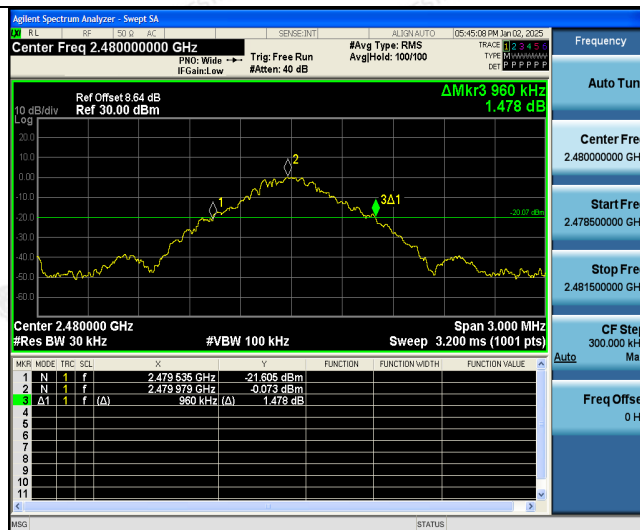 Agilent Spectrum Analyzer - Swept SA
RL RF 50 Ω AC SENSE:INT ALIGN AUTO 05:45:08 PM Jan 02, 2025
Center Freq 2.480000000 GHz #Avg Type: RMS TRACE 1 2 3 4 5 6
PNO: Wide Trig: Free Run Avg|Hold: 100/100 TYPE M
IFGain:Low #Atten: 40 dB DET P P P P P P
ΔMkr3 960 kHz
1.478 dB
Ref Offset 8.64 dB
10 dB/div Ref 30.00 dBm
Log
20.0
10.0
0.00
-10.0
-20.0
-30.0
-40.0
-50.0
-60.0
1
2
3Δ1
-20.07 dBm
Center 2.480000 GHz Span 3.000 MHz
#Res BW 30 kHz #VBW 100 kHz Sweep 3.200 ms (1001 pts)
MKR MODE TRC SCL X Y FUNCTION FUNCTION WIDTH FUNCTION VALUE
1 N 1 f 2.479 535 GHz -21.605 dBm
2 N 1 f 2.479 979 GHz -0.073 dBm
3 Δ1 1 f (Δ) 960 kHz (Δ) 1.478 dB
4
5
6
7
8
9
10
11
MSG STATUS
Frequency
Auto Tun
Center Fre
2.480000000 GH
Start Fre
2.478500000 GH
Stop Fre
2.481500000 GH
CF Ste
300.000 kH
Auto Ma
Freq Offse
0 H